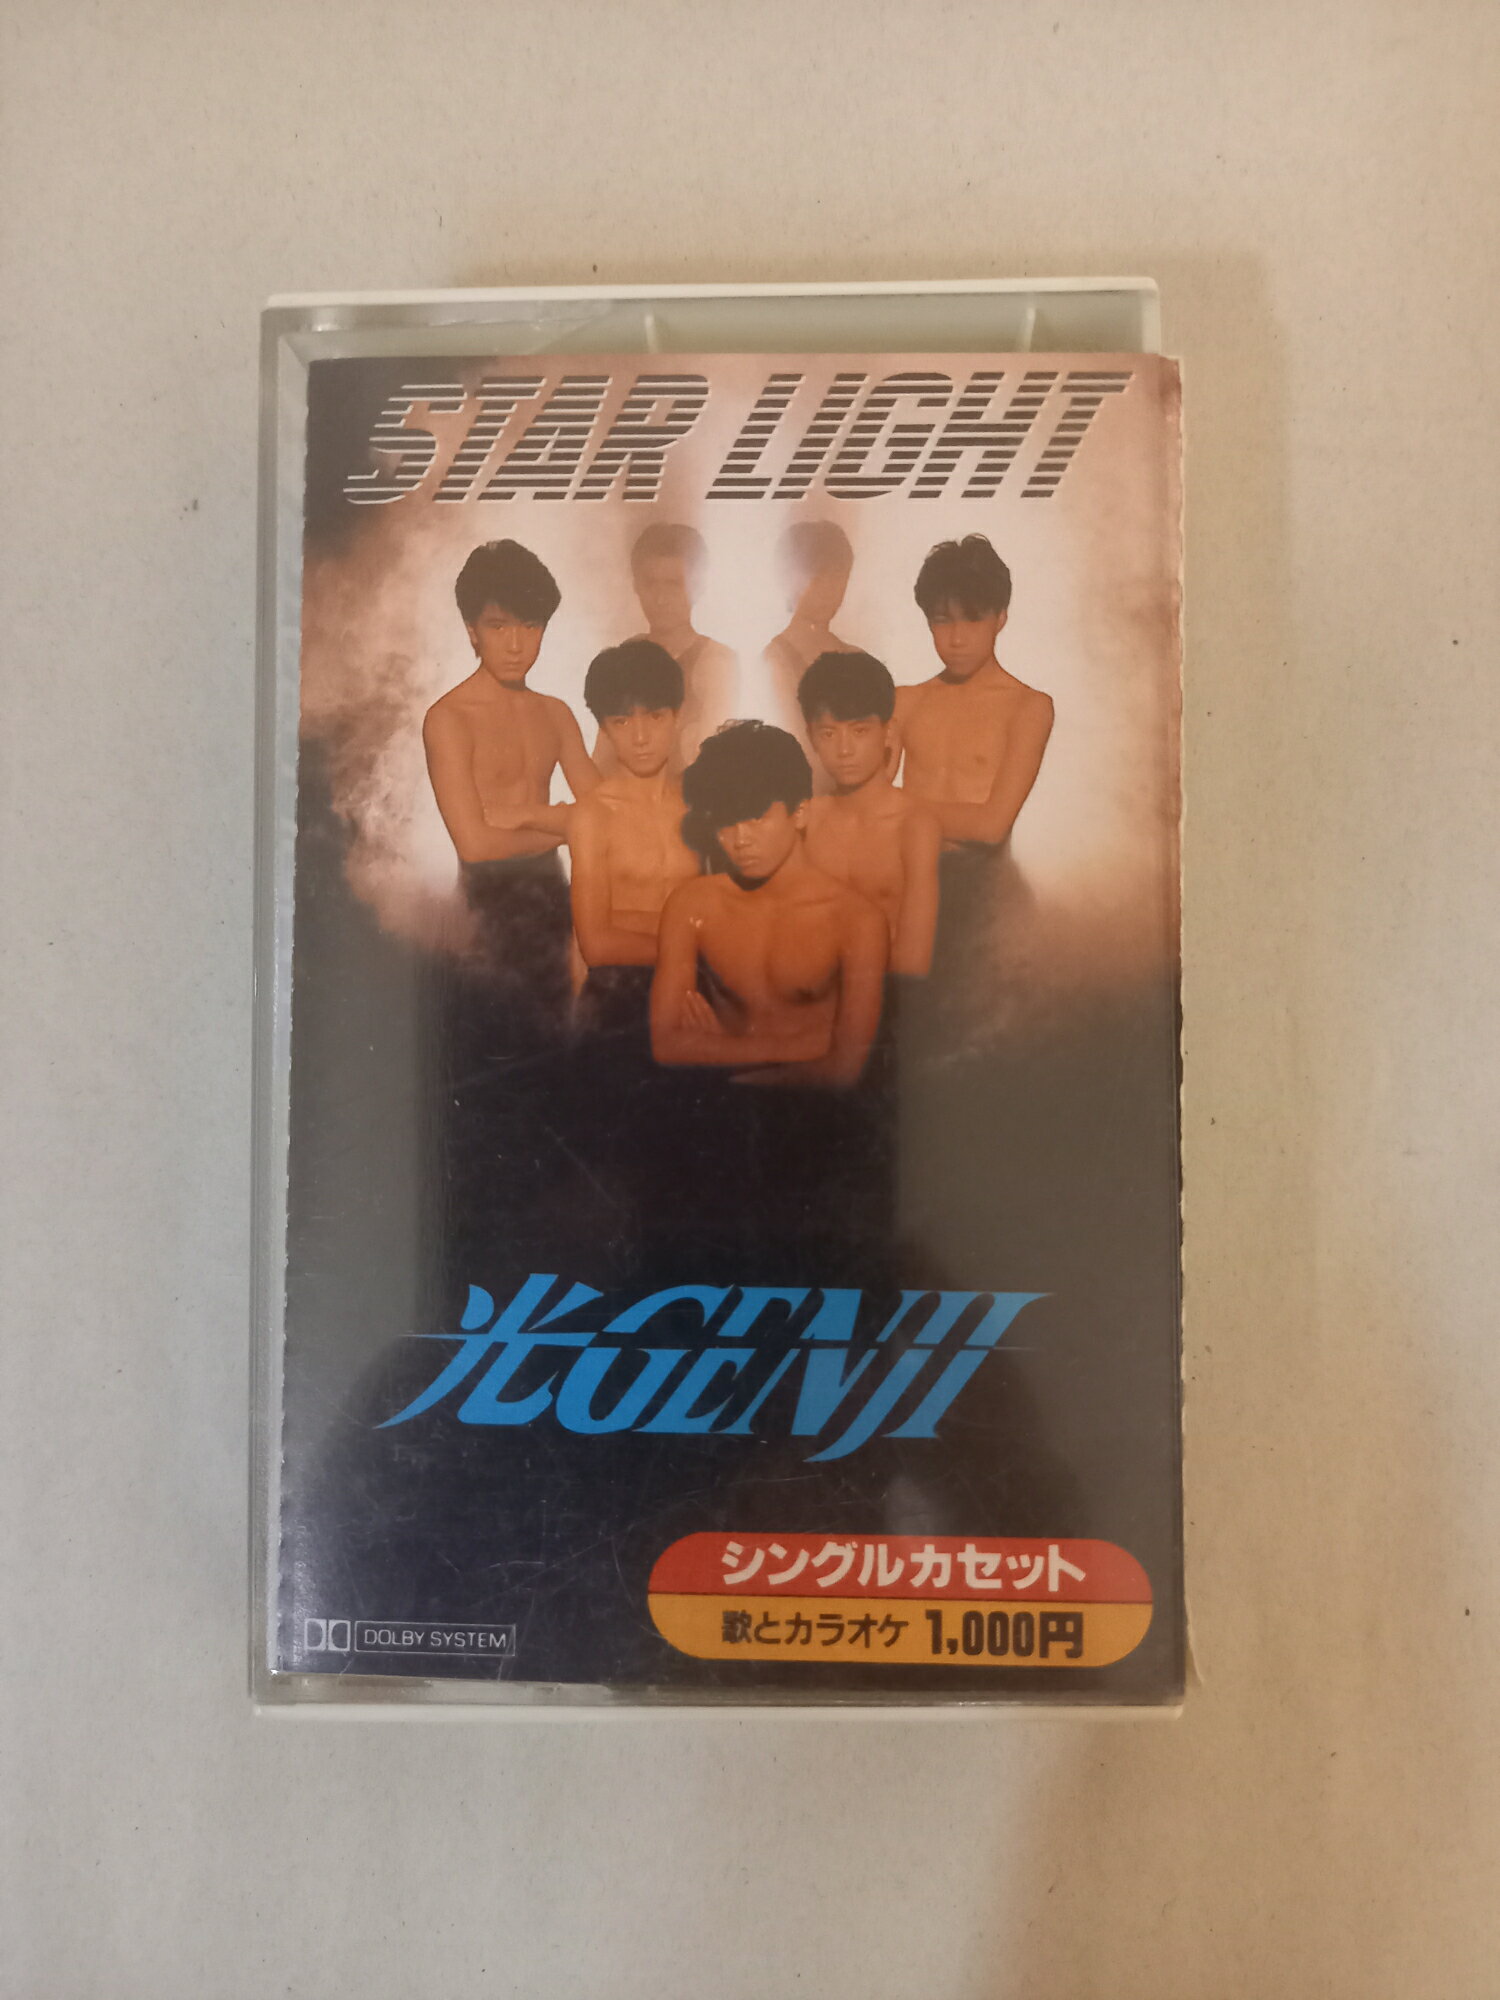 STAR LIGHT
光GENJI
シングルカセット
歌とカラオケ 1,000円
DOLBY SYSTEM